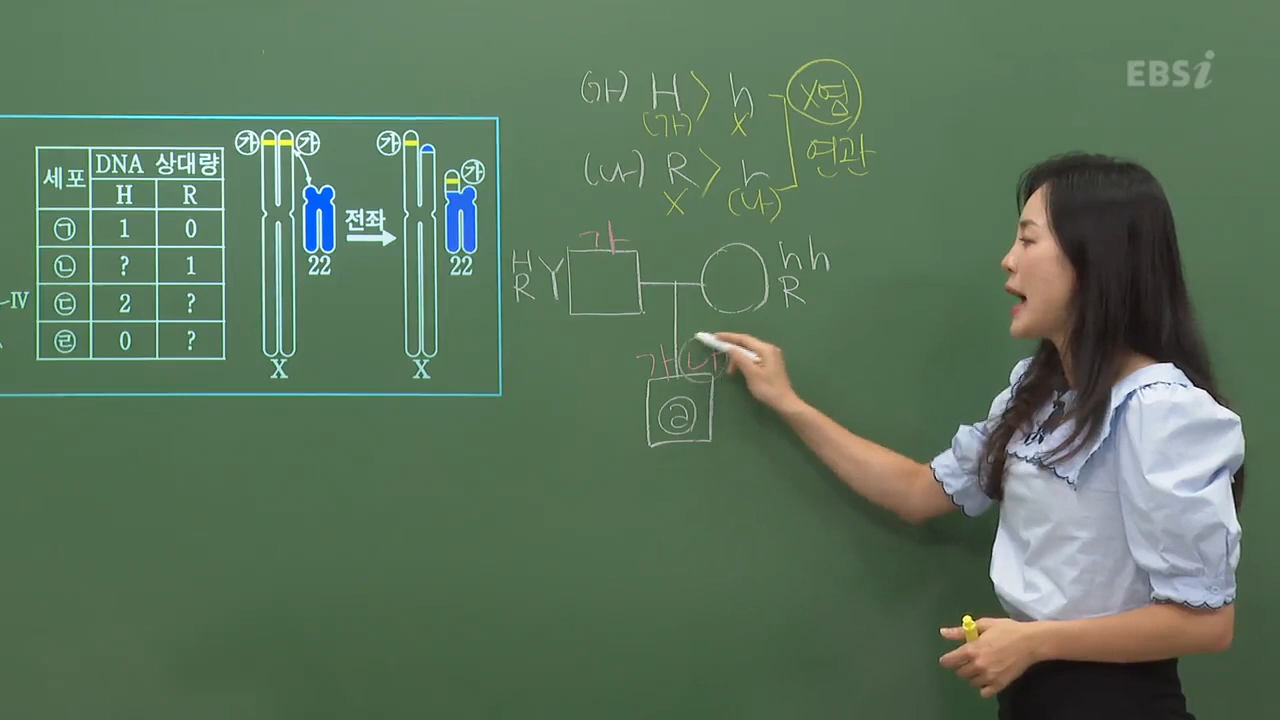 EBSi
세포 DNA 상대량
H R
㉠ 1 0
㉡ ? 1
㉢ 2 ?
㉣ 0 ?
IV
㉮ ㉮
22
X
전좌
㉮
㉮
22
X
(가) H > h X염
(가) X 연관
(나) R > r
X (나)
가
H
R Y
hh
R
가 나
ⓐ